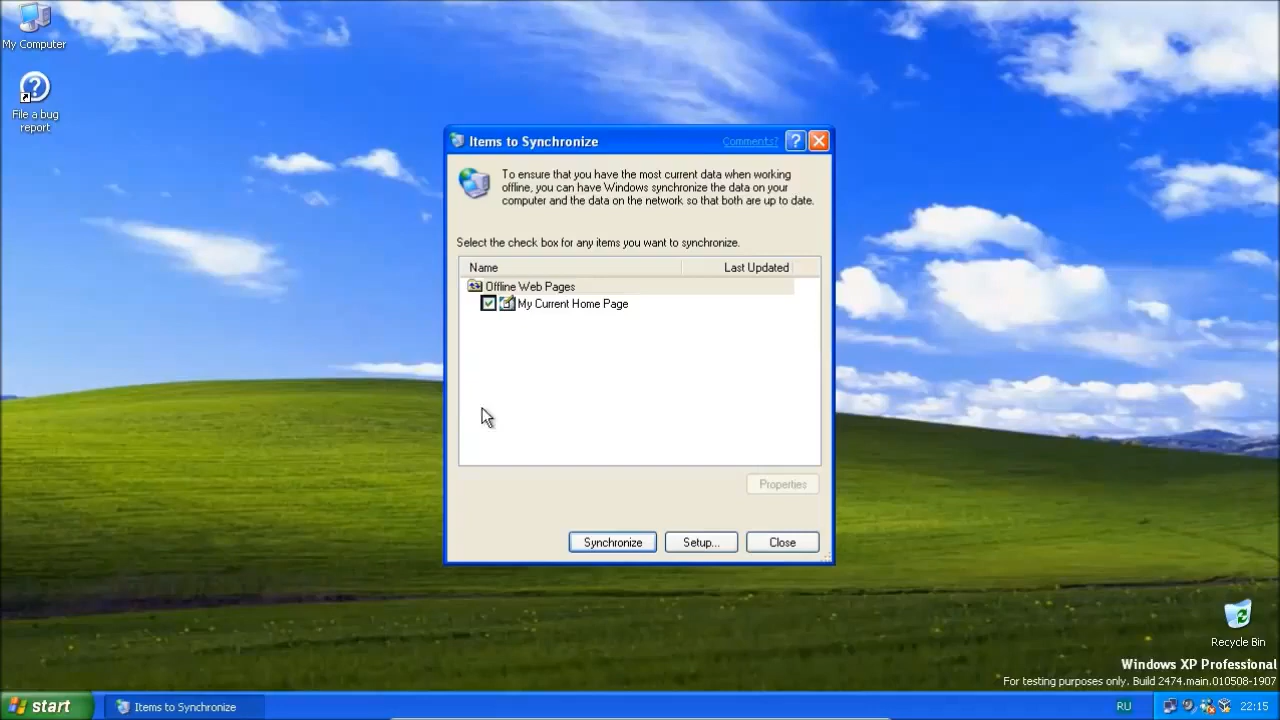 My Computer
File a bug
report
Items to Synchronize
Comments?
To ensure that you have the most current data when working
offline, you can have Windows synchronize the data on your
computer and the data on the network so that both are up to date.
Select the check box for any items you want to synchronize.
Name Last Updated
Offline Web Pages
My Current Home Page
Properties
Synchronize Setup... Close
Recycle Bin
Windows XP Professional
For testing purposes only. Build 2474.main.010508-1907
start Items to Synchronize RU 22:15